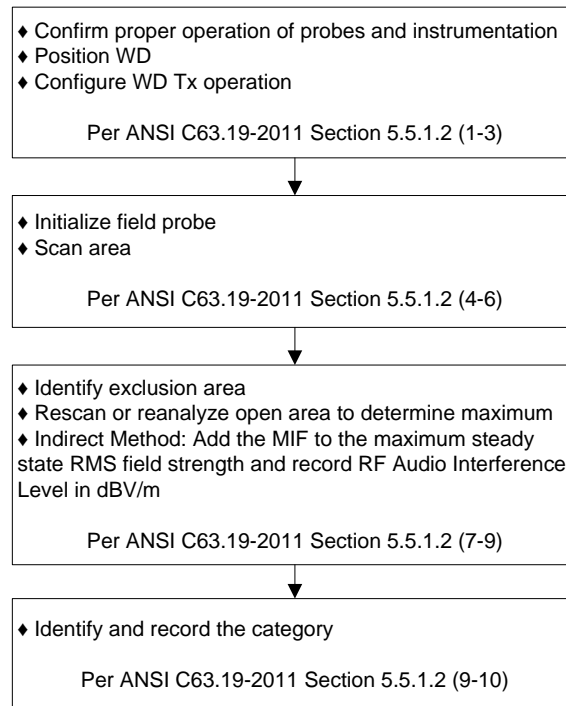 ♦ Confirm proper operation of probes and instrumentation
♦ Position WD
♦ Configure WD Tx operation
Per ANSI C63.19-2011 Section 5.5.1.2 (1-3)
♦ Initialize field probe
♦ Scan area
Per ANSI C63.19-2011 Section 5.5.1.2 (4-6)
♦ Identify exclusion area
♦ Rescan or reanalyze open area to determine maximum
♦ Indirect Method: Add the MIF to the maximum steady
state RMS field strength and record RF Audio Interference
Level in dBV/m
Per ANSI C63.19-2011 Section 5.5.1.2 (7-9)
♦ Identify and record the category
Per ANSI C63.19-2011 Section 5.5.1.2 (9-10)